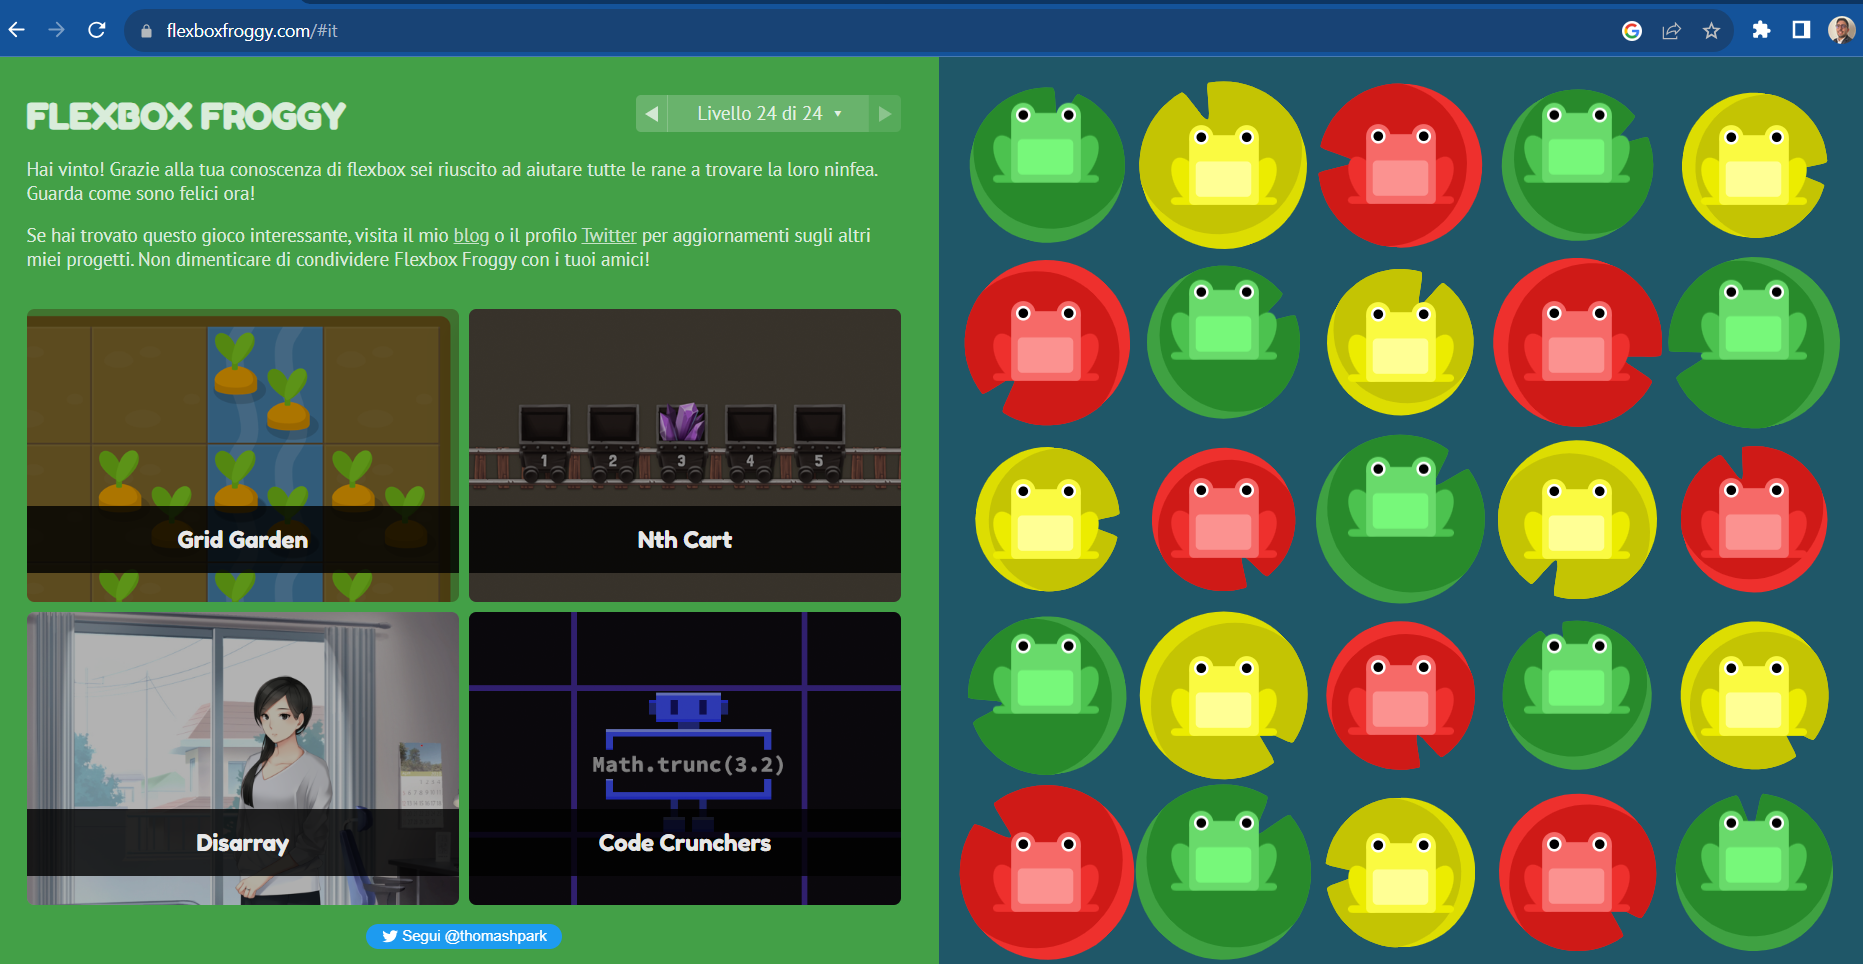 flexboxfroggy.com/#it
FLEXBOX FROGGY
Livello 24 di 24
Hai vinto! Grazie alla tua conoscenza di flexbox sei riuscito ad aiutare tutte le rane a trovare la loro ninfea.
Guarda come sono felici ora!
Se hai trovato questo gioco interessante, visita il mio blog o il profilo Twitter per aggiornamenti sugli altri
miei progetti. Non dimenticare di condividere Flexbox Froggy con i tuoi amici!
Grid Garden
1 2 3 4 5
Nth Cart
Disarray
Math.trunc(3.2)
Code Crunchers
Segui @thomashpark